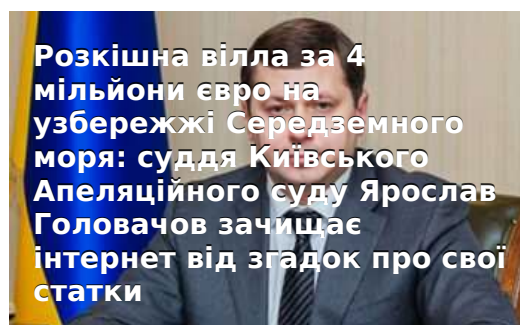 Розкішна вілла за 4
мільйони євро на
узбережжі Середземного
моря: суддя Київського
Апеляційного суду Ярослав
Головачов зачищає
інтернет від згадок про свої
статки